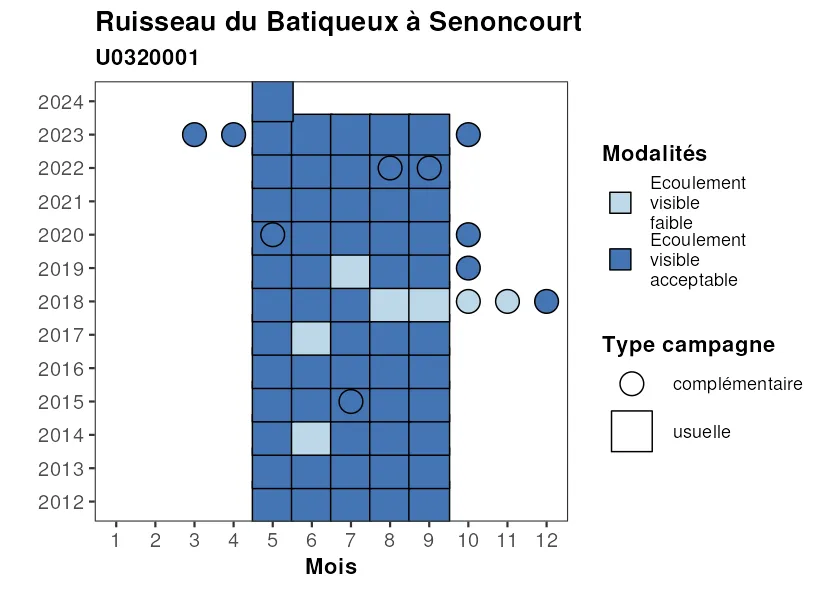 Ruisseau du Batiqueux à Senoncourt
U0320001
2024
2023
2022
2021
2020
2019
2018
2017
2016
2015
2014
2013
2012
1 2 3 4 5 6 7 8 9 10 11 12
Mois
Modalités
Ecoulement
visible
faible
Ecoulement
visible
acceptable
Type campagne
complémentaire
usuelle